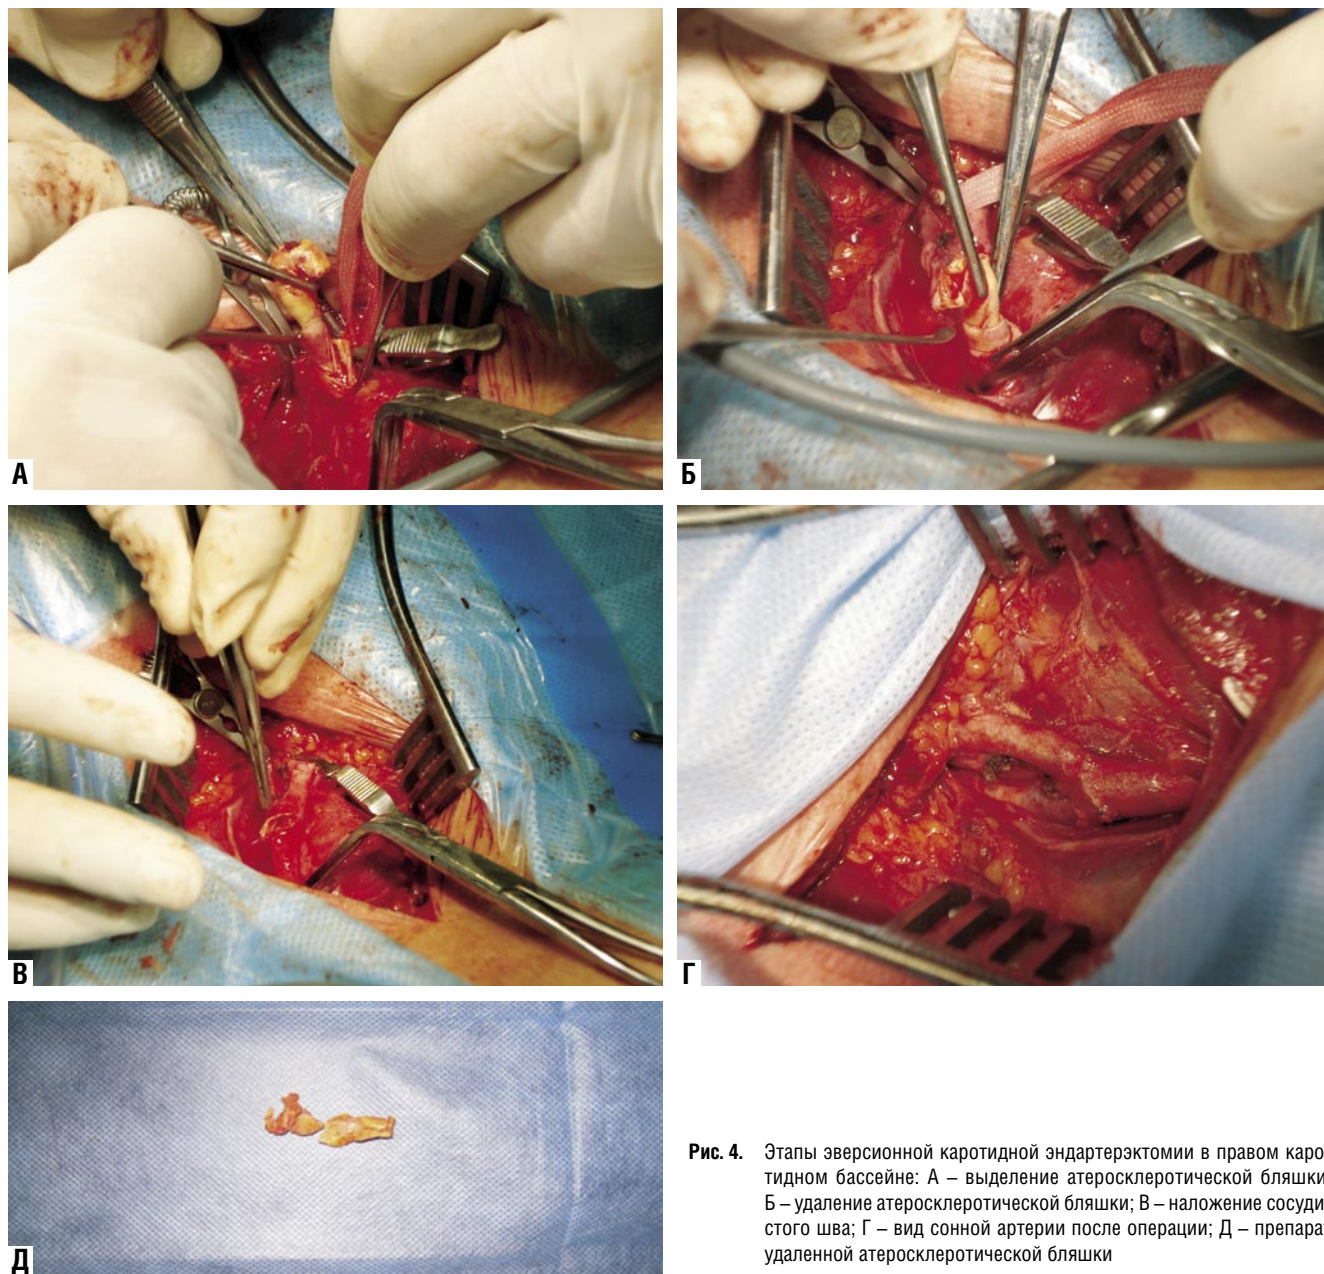 А
Б
В
Г
Д
Рис. 4. Этапы эверсионной каротидной эндартерэктомии в правом каро
тидном бассейне: А – выделение атеросклеротической бляшки
Б – удаление атеросклеротической бляшки; В – наложение сосуди
стого шва; Г – вид сонной артерии после операции; Д – препара
удаленной атеросклеротической бляшки